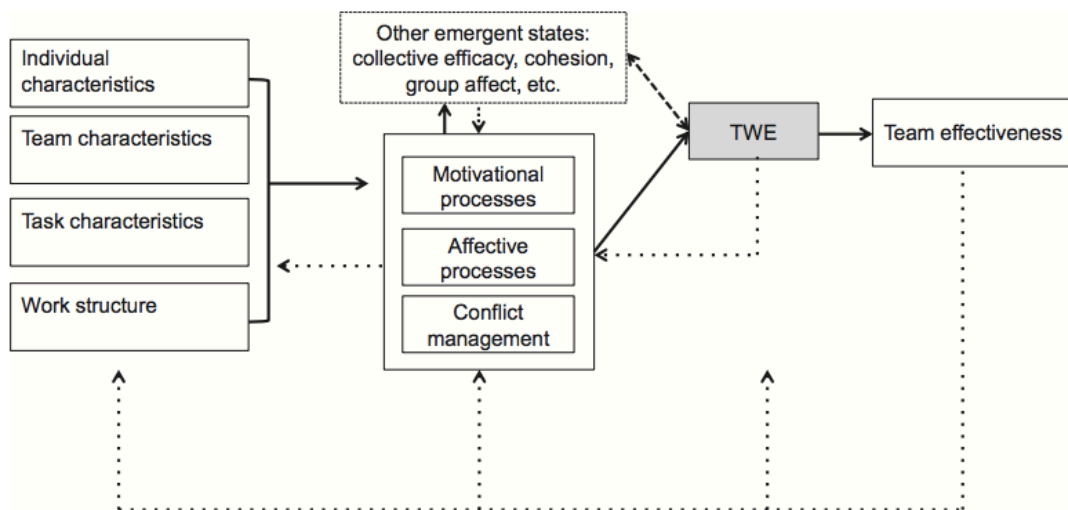 Individual
characteristics
Team characteristics
Task characteristics
Work structure
Other emergent states:
collective efficacy, cohesion,
group affect, etc.
Motivational
processes
Affective
processes
Conflict
management
TWE
Team effectiveness